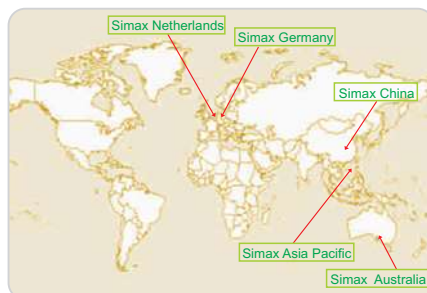 Simax Netherlands
Simax Germany
Simax China
Simax Asia Pacific
Simax Australia